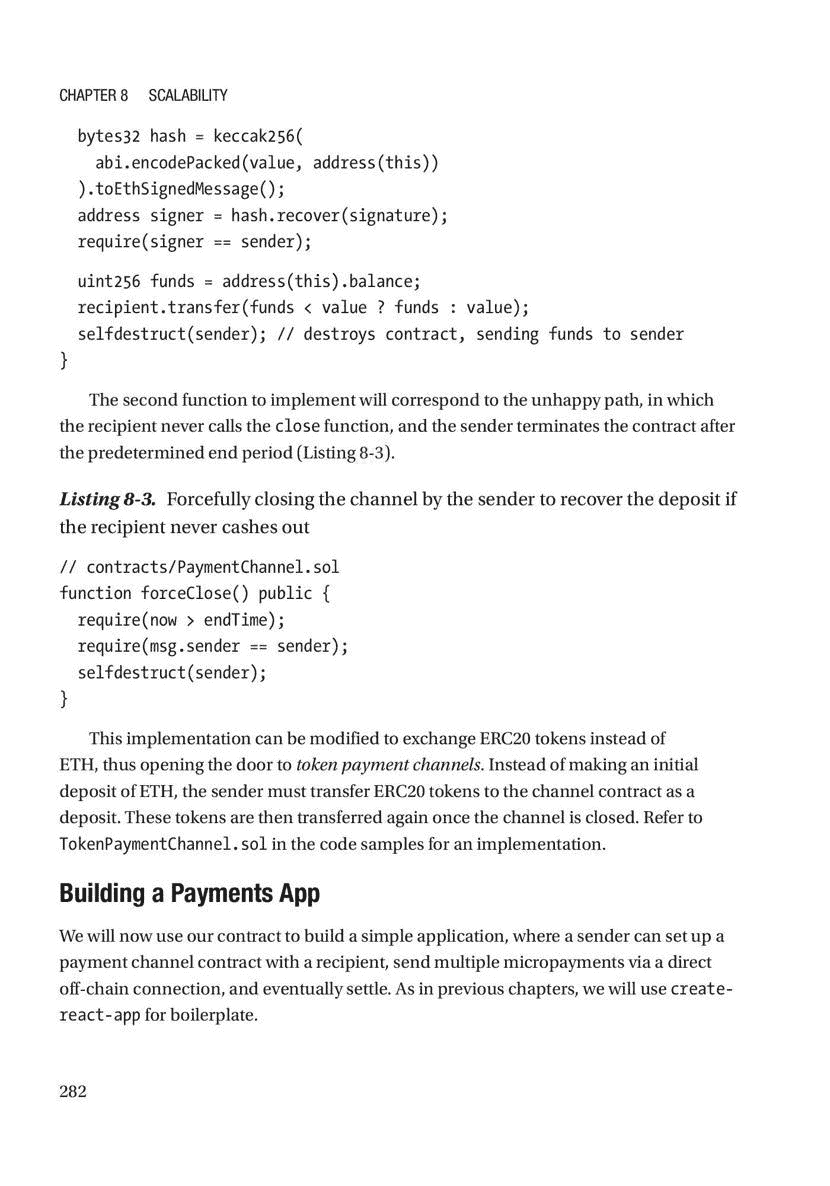 CHAPTER 8 SCALABILITY
bytes32 hash = keccak256(
abi.encodePacked(value, address(this))
).toEthSignedMessage();
address signer = hash.recover(signature);
require(signer == sender);
uint256 funds = address(this).balance;
recipient.transfer(funds < value ? funds : value);
selfdestruct(sender); // destroys contract, sending funds to sender
}
The second function to implement will correspond to the unhappy path, in which
the recipient never calls the close function, and the sender terminates the contract after
the predetermined end period (Listing 8-3).
Listing 8-3. Forcefully closing the channel by the sender to recover the deposit if
the recipient never cashes out
// contracts/PaymentChannel.sol
function forceClose() public {
require(now > endTime);
require(msg.sender == sender);
selfdestruct(sender);
}
This implementation can be modified to exchange ERC20 tokens instead of
ETH, thus opening the door to token payment channels. Instead of making an initial
deposit of ETH, the sender must transfer ERC20 tokens to the channel contract as a
deposit. These tokens are then transferred again once the channel is closed. Refer to
TokenPaymentChannel.sol in the code samples for an implementation.
Building a Payments App
We will now use our contract to build a simple application, where a sender can set up a
payment channel contract with a recipient, send multiple micropayments via a direct
off-chain connection, and eventually settle. As in previous chapters, we will use create-
react-app for boilerplate.
282